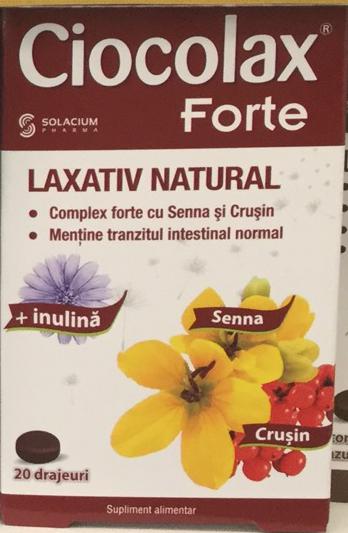 Ciocolax®
Forte
SOLACIUM
PHARMA
LAXATIV NATURAL
• Complex forte cu Senna și Crușin
• Menține tranzitul intestinal normal
+ inulină
Senna
Crușin
20 drajeuri
Supliment alimentar